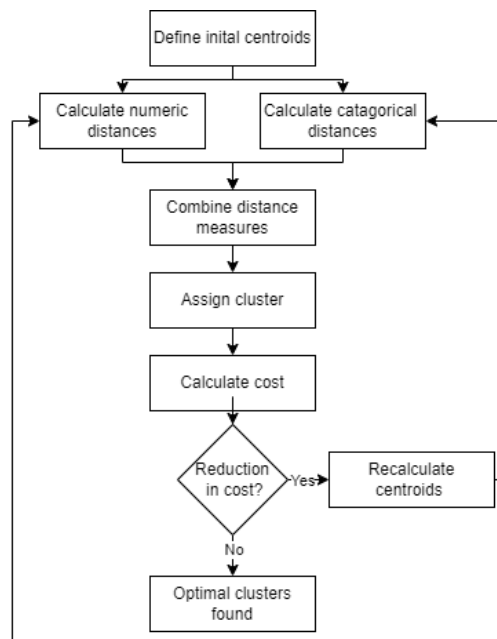 Define inital centroids
Calculate numeric
distances
Calculate catagorical
distances
Combine distance
measures
Assign cluster
Calculate cost
Reduction
in cost?
Yes
Recalculate
centroids
No
Optimal clusters
found